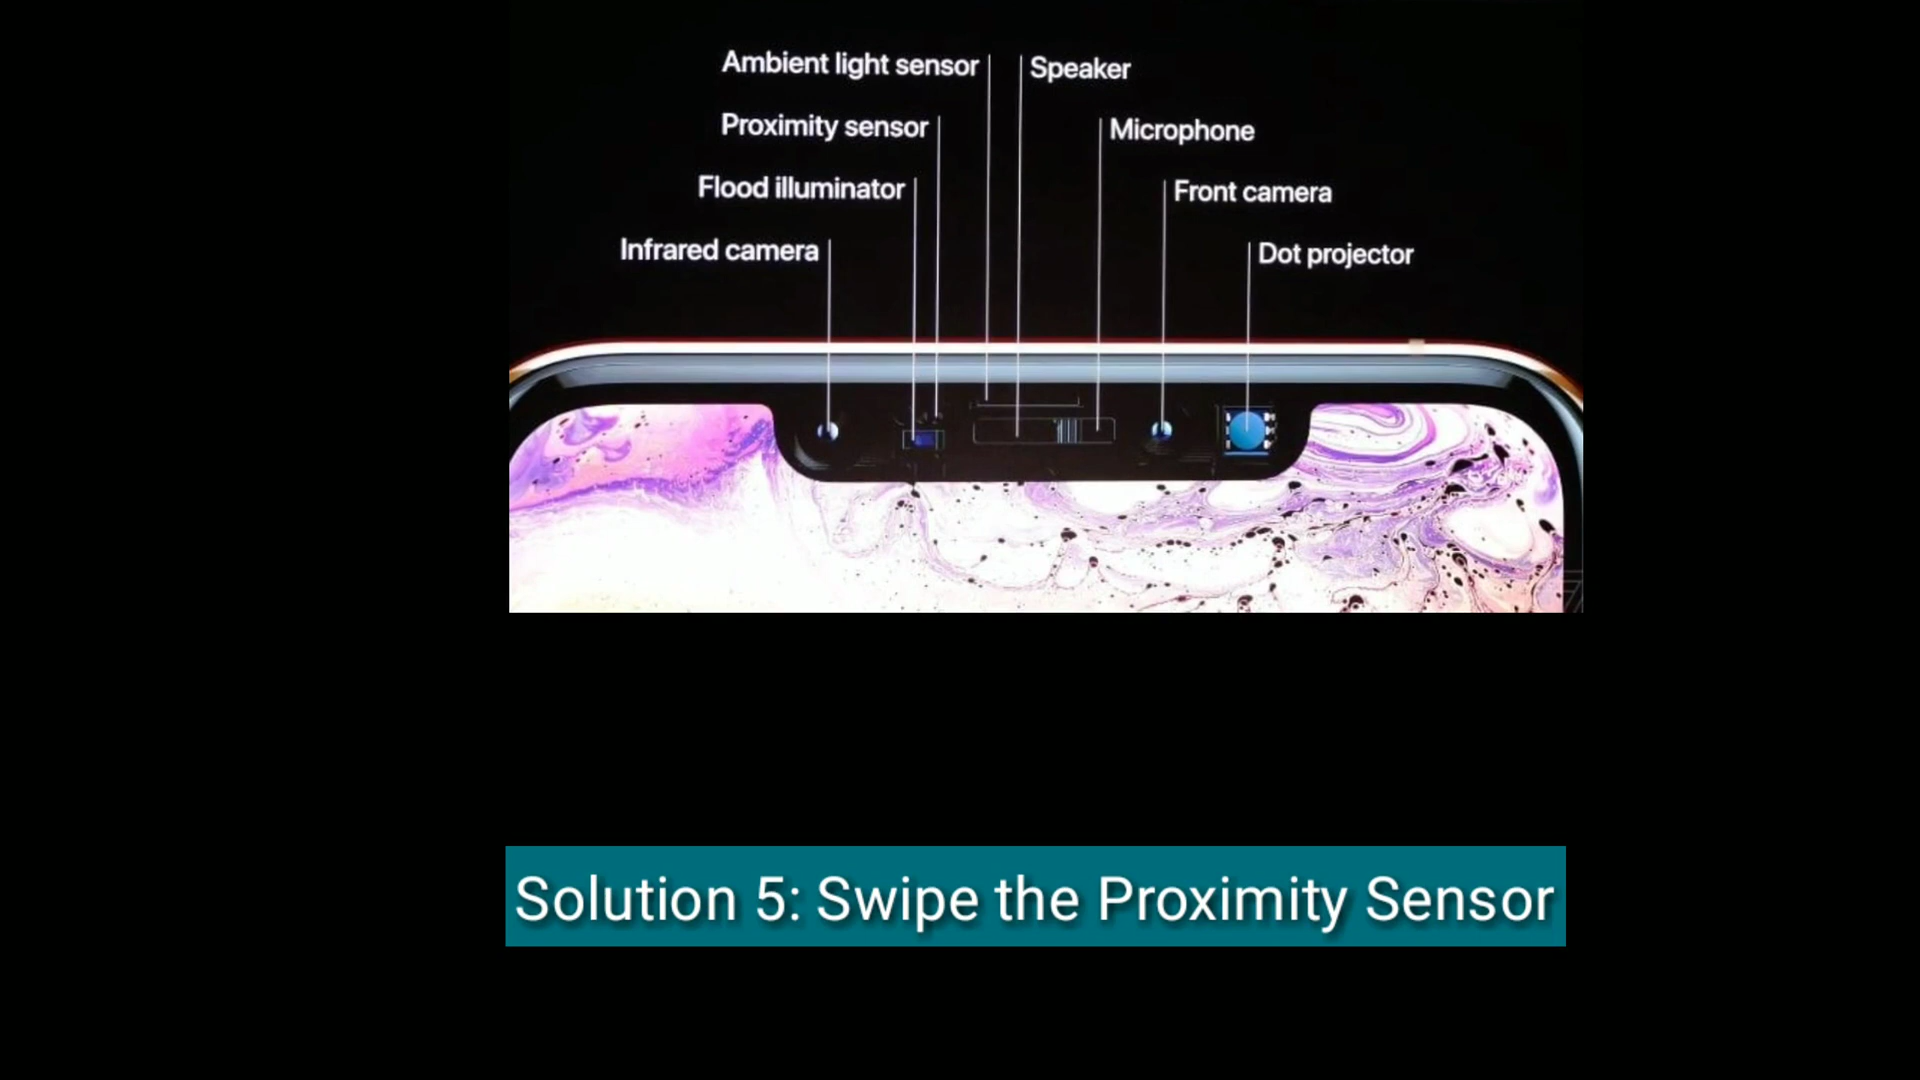 Ambient light sensor
Speaker
Proximity sensor
Microphone
Flood illuminator
Front camera
Infrared camera
Dot projector
Solution 5: Swipe the Proximity Sensor